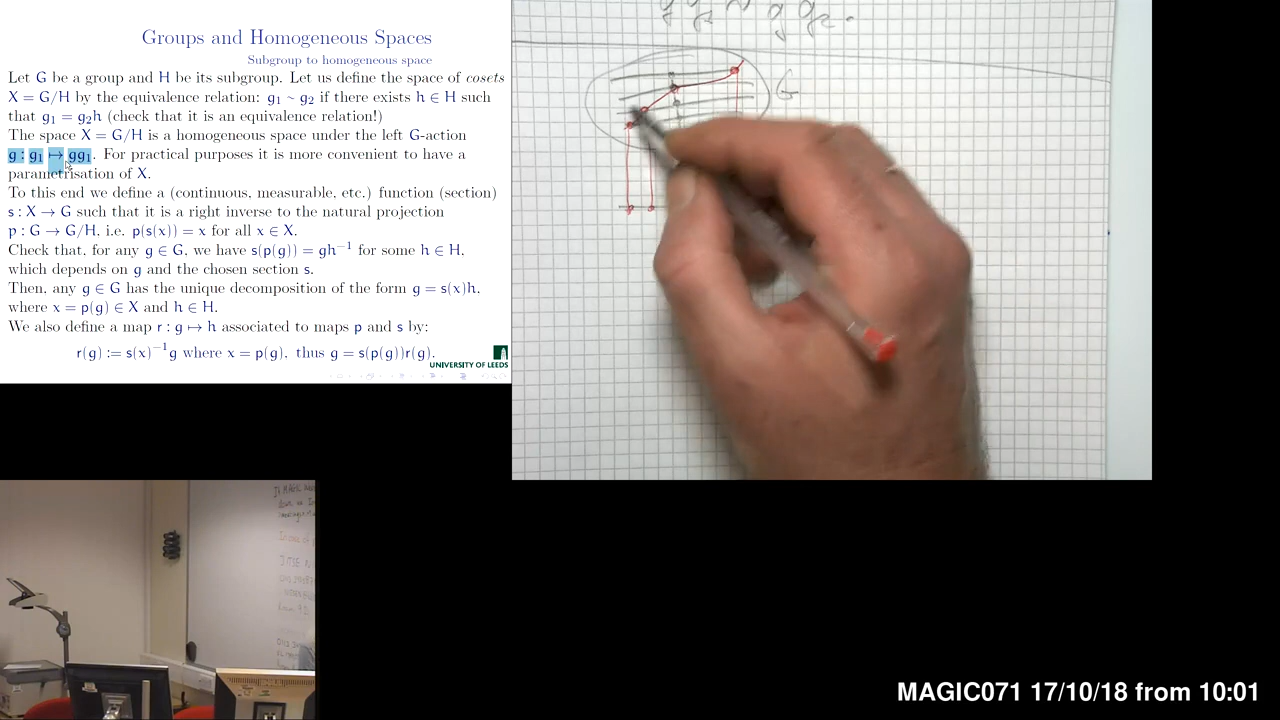 Groups and Homogeneous Spaces
Subgroup to homogeneous space
Let G be a group and H be its subgroup. Let us define the space of cosets
X = G/H by the equivalence relation: g₁ ~ g₂ if there exists h ∈ H such
that g₁ = g₂h (check that it is an equivalence relation!)
The space X = G/H is a homogeneous space under the left G-action
g : g₁ ↦ gg₁. For practical purposes it is more convenient to have a
parametrisation of X.
To this end we define a (continuous, measurable, etc.) function (section)
s : X → G such that it is a right inverse to the natural projection
p : G → G/H, i.e. p(s(x)) = x for all x ∈ X.
Check that, for any g ∈ G, we have s(p(g)) = gh⁻¹ for some h ∈ H,
which depends on g and the chosen section s.
Then, any g ∈ G has the unique decomposition of the form g = s(x)h,
where x = p(g) ∈ X and h ∈ H.
We also define a map r : g ↦ h associated to maps p and s by:
r(g) := s(x)⁻¹g where x = p(g), thus g = s(p(g))r(g).
UNIVERSITY OF LEEDS
G
MAGIC071 17/10/18 from 10:01